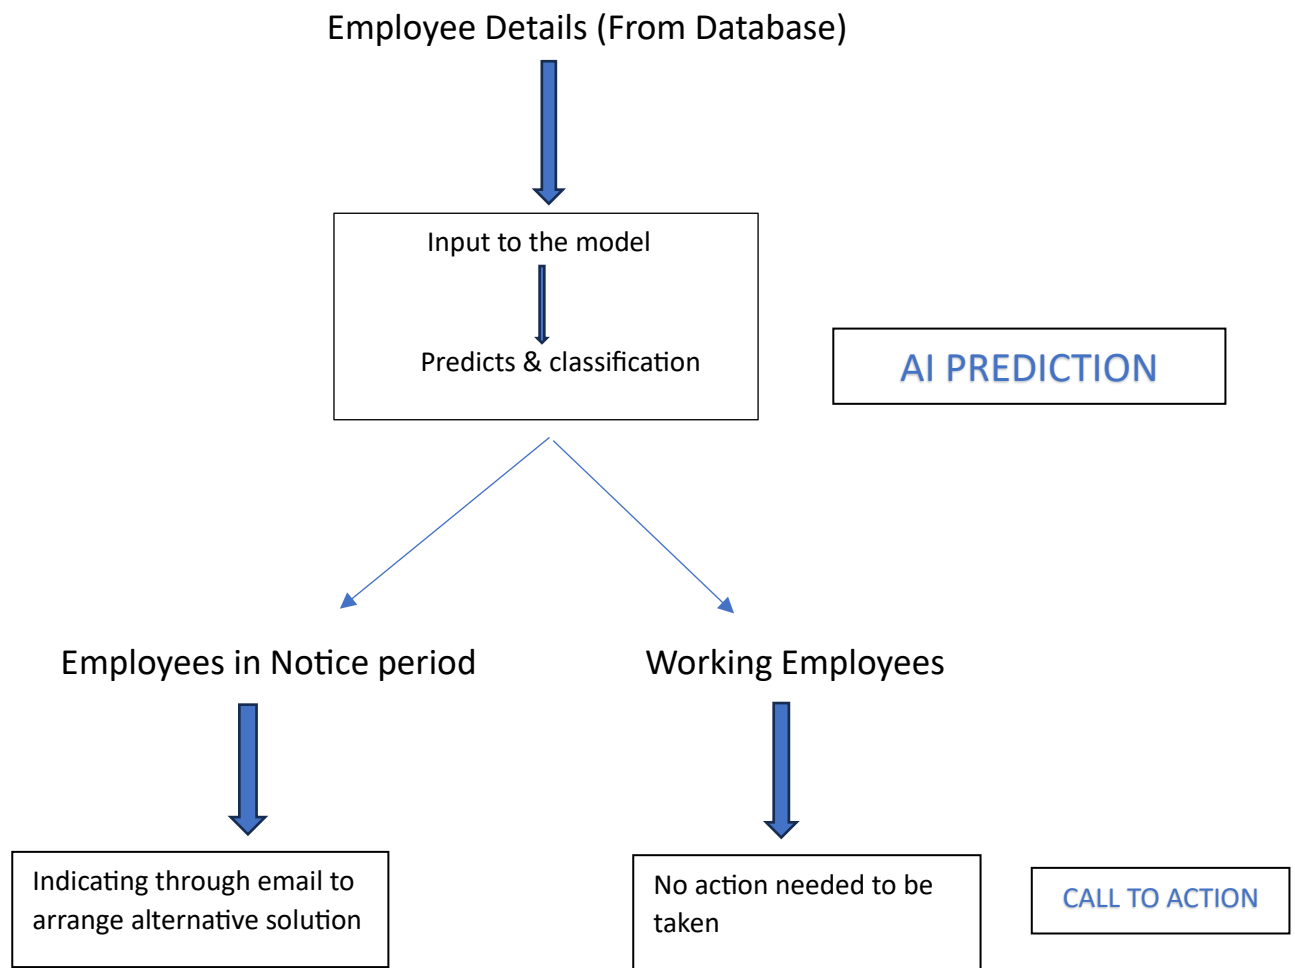 Employee Details (From Database)
Input to the model
Predicts & classification
AI PREDICTION
Employees in Notice period
Working Employees
Indicating through email to
arrange alternative solution
No action needed to be
taken
CALL TO ACTION